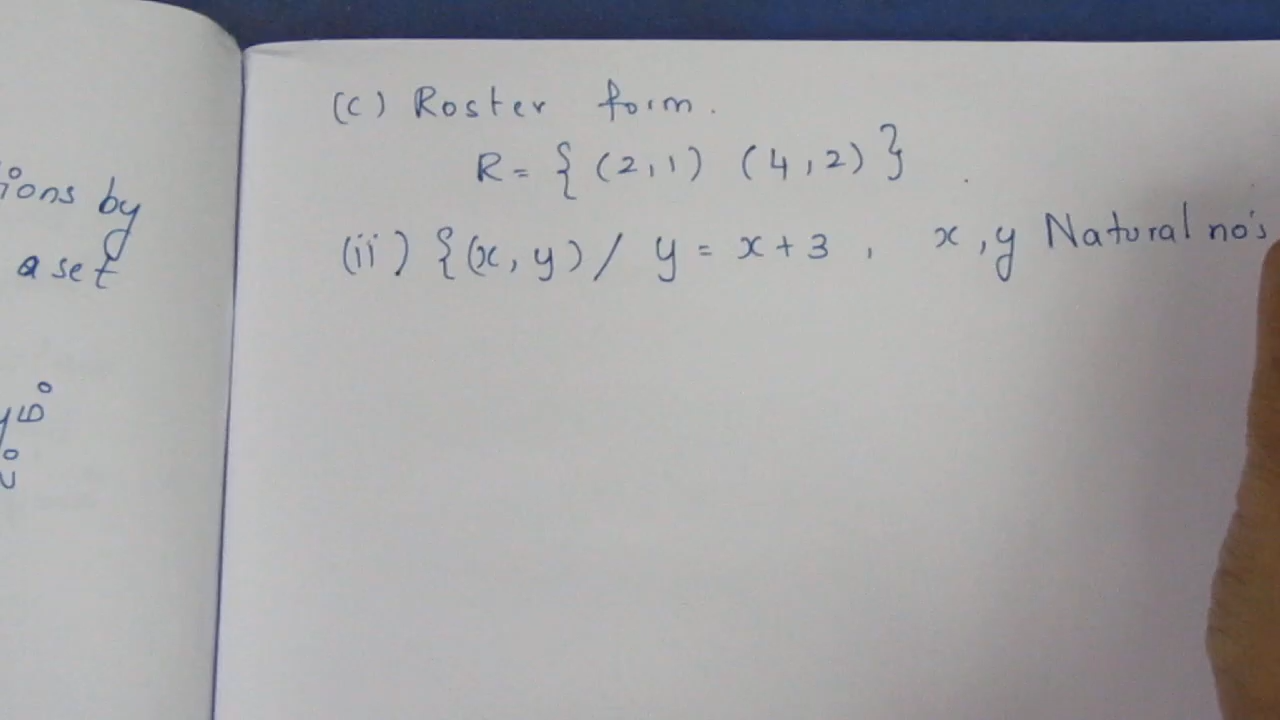 ions by
a set
(c) Roster form.
R = { (2,1) (4,2) }
(ii) {(x, y) / y = x + 3 , x, y Natural no's